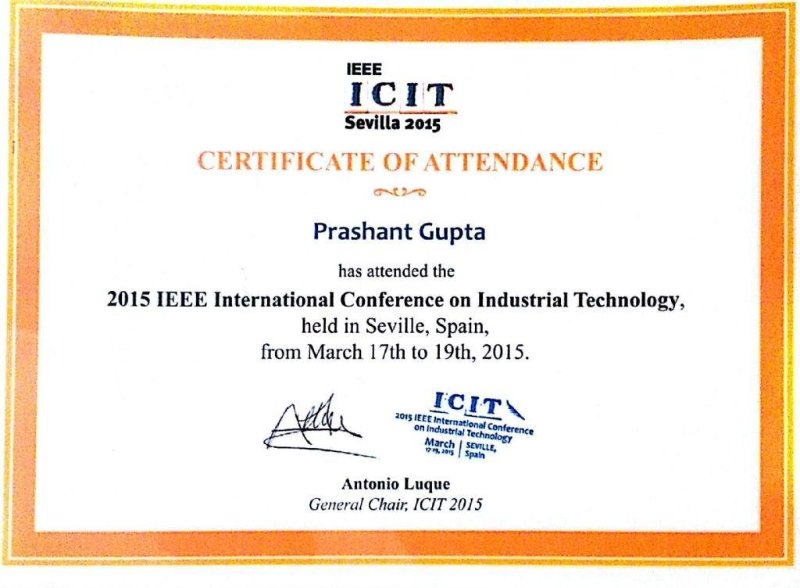 IEEE
ICIT
Sevilla 2015
CERTIFICATE OF ATTENDANCE
Prashant Gupta
has attended the
2015 IEEE International Conference on Industrial Technology,
held in Seville, Spain,
from March 17th to 19th, 2015.
ICIT
2015 IEEE International Conference
on Industrial Technology
March | SEVILLE,
17-19, 2015 | Spain
Antonio Luque
General Chair, ICIT 2015